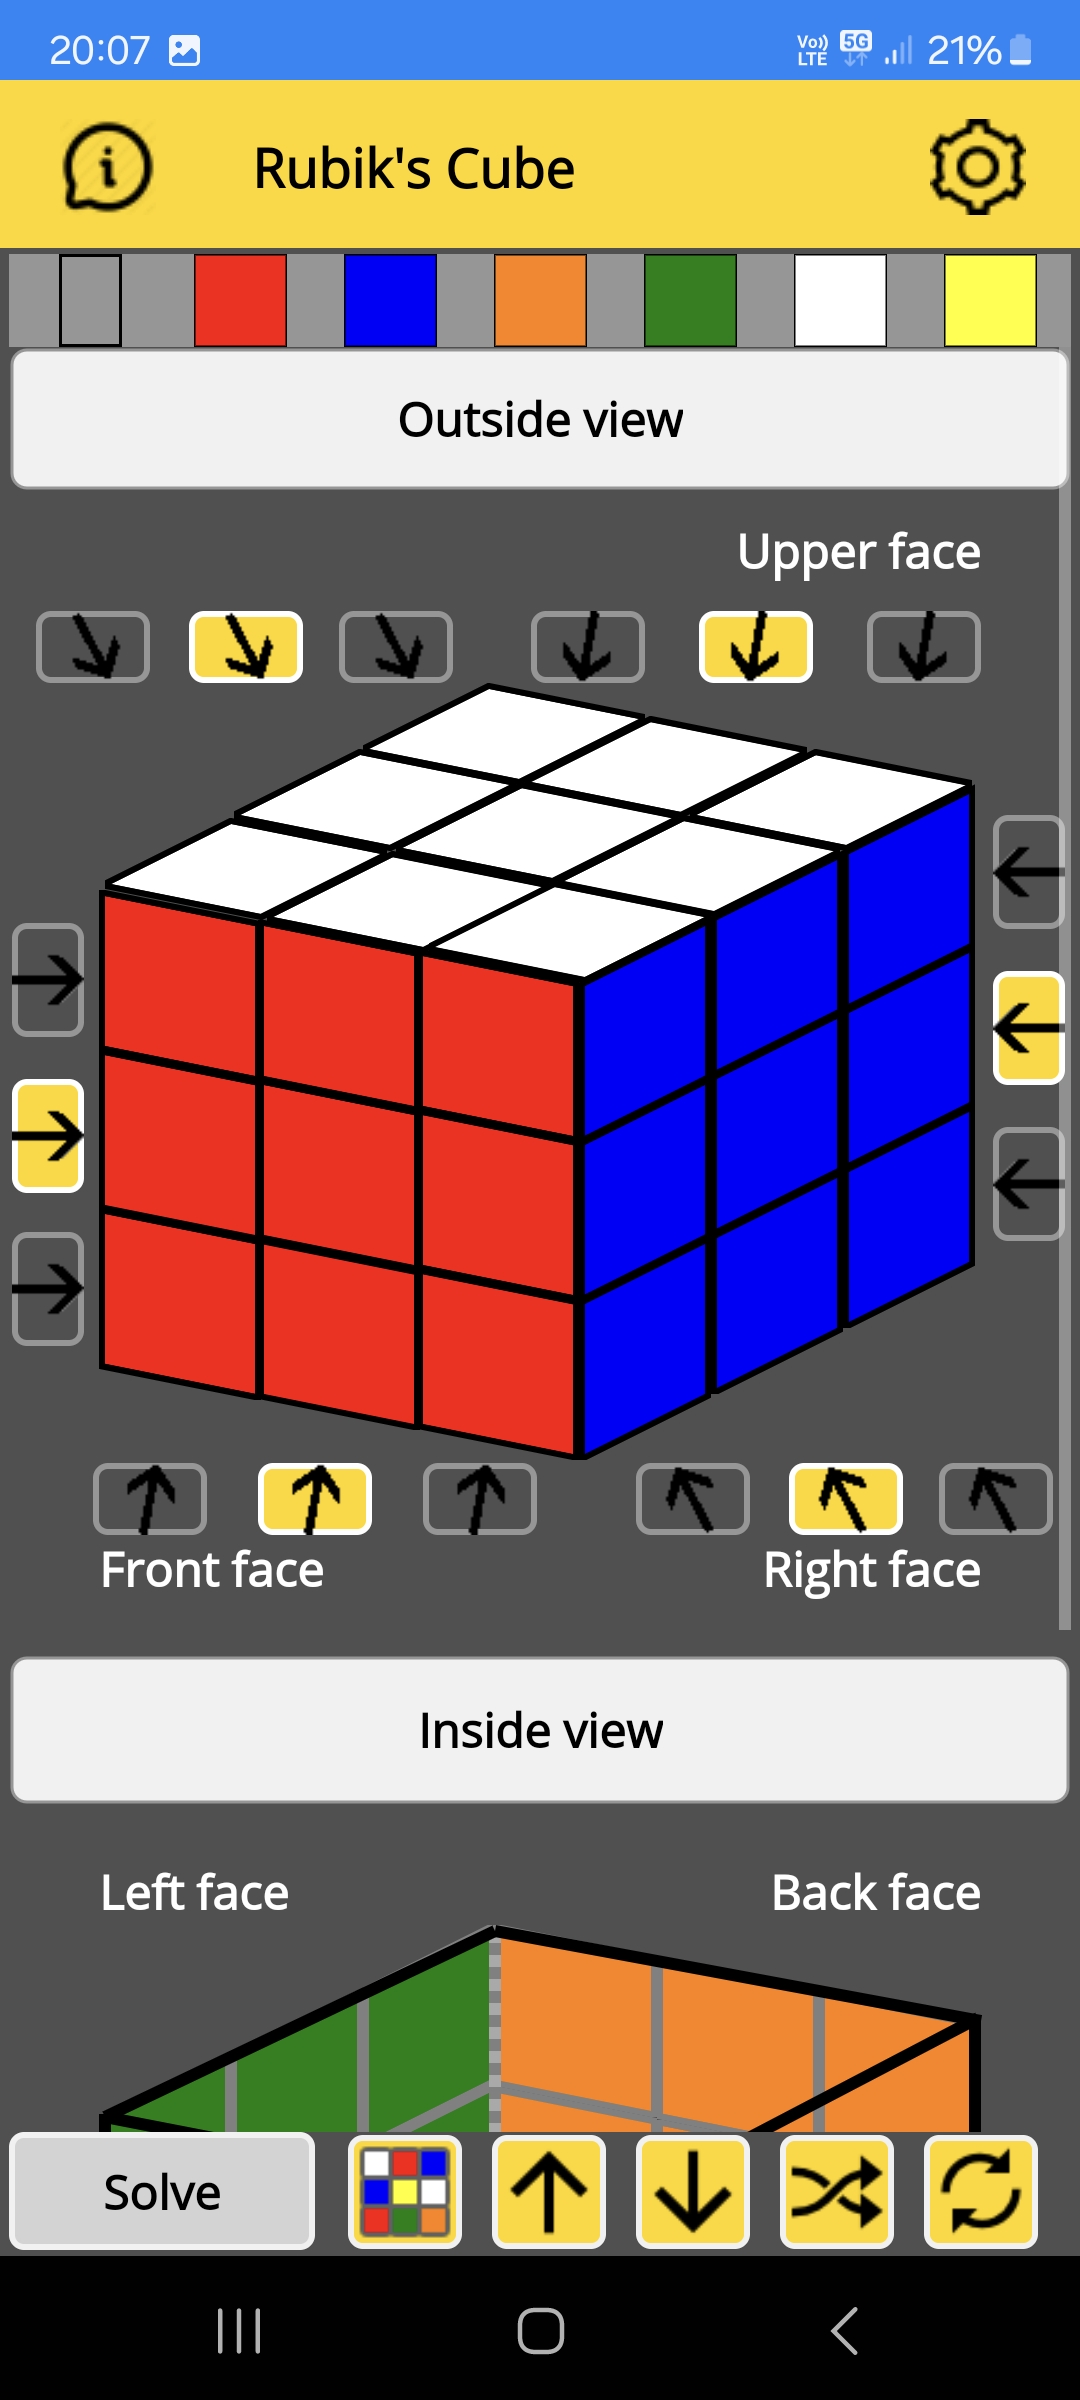 20:07
Vo)) LTE 5G 21%
Rubik's Cube
Outside view
Upper face
Front face
Right face
Inside view
Left face
Back face
Solve